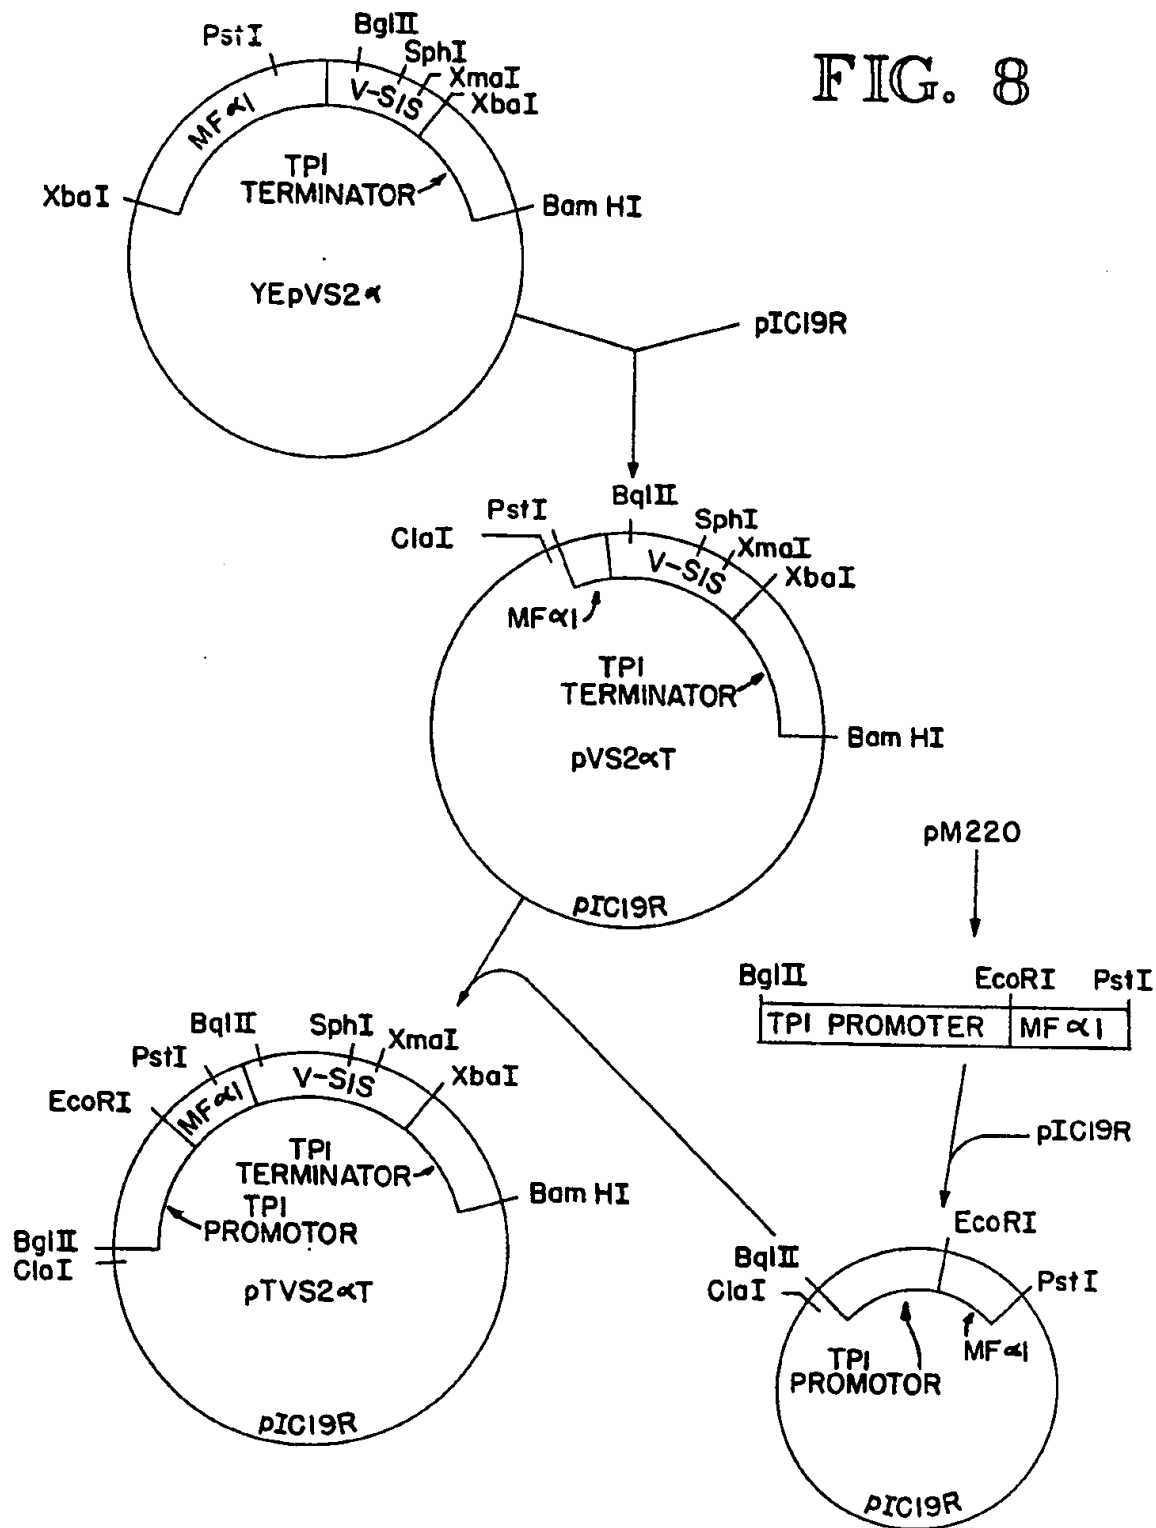 FIG. 8
PstI
BglII
SphI
XmaI
XbaI
MFα1
V-SIS
TPI
TERMINATOR
XbaI
Bam HI
YEpVS2α
pIC19R
PstI
BqlII
SphI
ClaI
XmaI
XbaI
V-SIS
MFα1
TPI
TERMINATOR
Bam HI
pVS2αT
pIC19R
pM220
BglII
EcoRI
PstI
TPI PROMOTER
MFα1
pIC19R
BqlII
SphI
XmaI
PstI
XbaI
EcoRI
MFα1
V-SIS
TPI
TERMINATOR
Bam HI
TPI
PROMOTOR
BglII
ClaI
pTVS2αT
pIC19R
EcoRI
BqlII
ClaI
PstI
MFα1
TPI
PROMOTOR
pIC19R